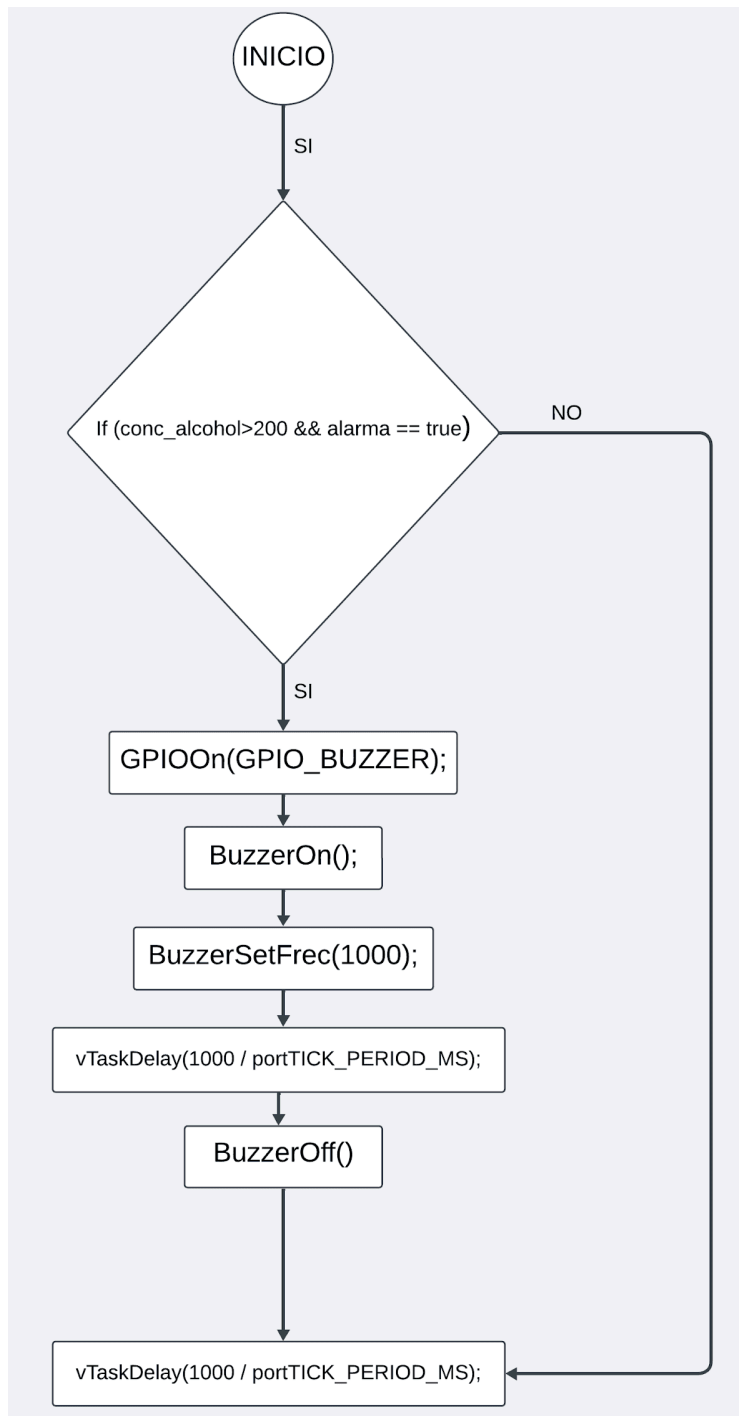 INICIO
SI
If (conc_alcohol>200 && alarma == true)
NO
SI
GPIOOn(GPIO_BUZZER);
BuzzerOn();
BuzzerSetFrec(1000);
vTaskDelay(1000 / portTICK_PERIOD_MS);
BuzzerOff()
vTaskDelay(1000 / portTICK_PERIOD_MS);